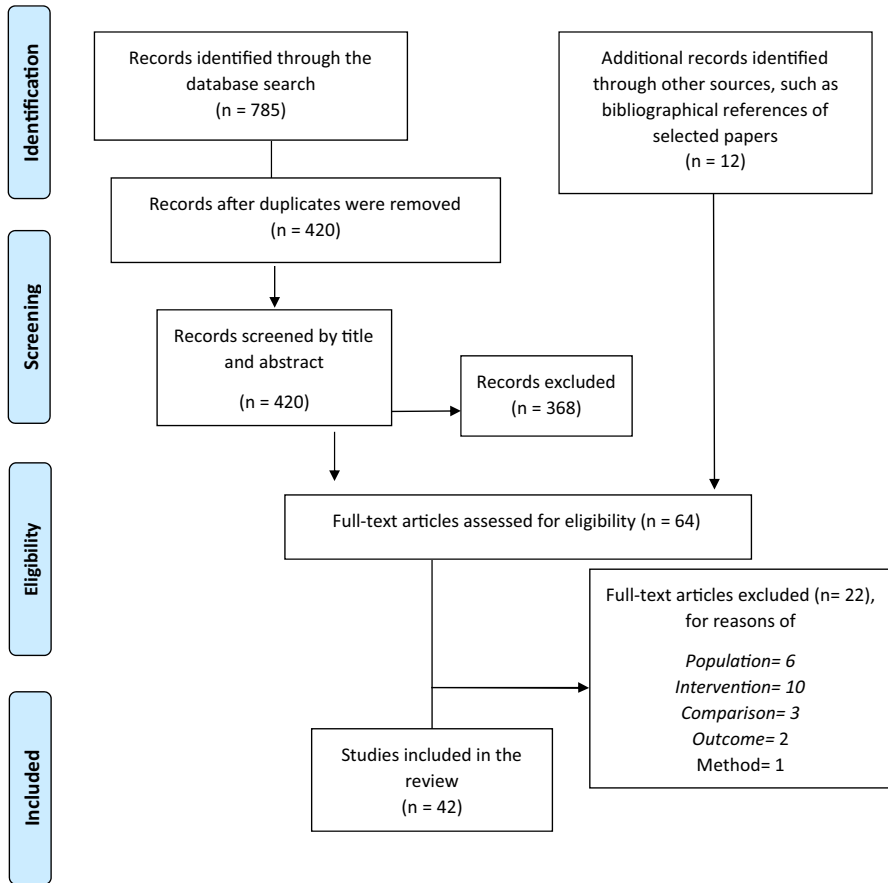 Identification
Records identified through the
database search
(n = 785)
Additional records identified
through other sources, such as
bibliographical references of
selected papers
(n = 12)
Records after duplicates were removed
(n = 420)
Screening
Records screened by title
and abstract
(n = 420)
Records excluded
(n = 368)
Eligibility
Full-text articles assessed for eligibility (n = 64)
Full-text articles excluded (n= 22),
for reasons of
Population= 6
Intervention= 10
Comparison= 3
Outcome= 2
Method= 1
Included
Studies included in the
review
(n = 42)